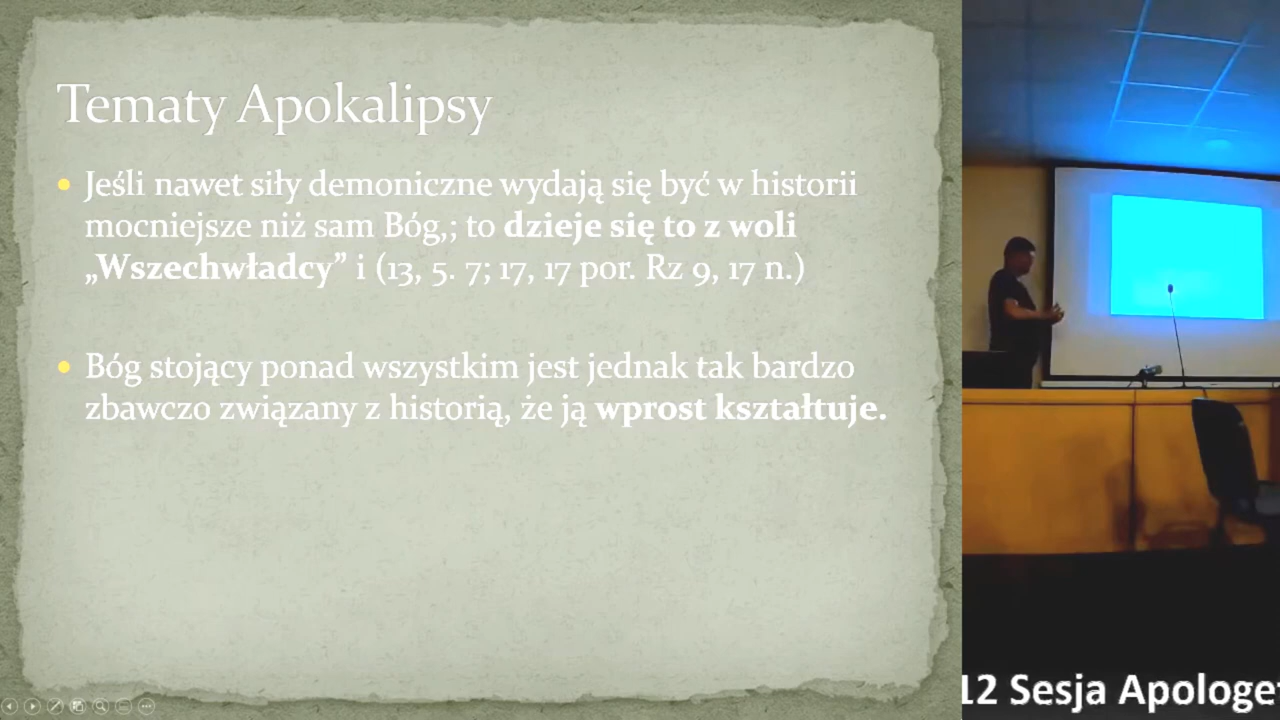 Tematy Apokalipsy
• Jeśli nawet siły demoniczne wydają się być w historii
mocniejsze niż sam Bóg,; to dzieje się to z woli
„Wszechwładcy” i (13, 5. 7; 17, 17 por. Rz 9, 17 n.)
• Bóg stojący ponad wszystkim jest jednak tak bardzo
zbawczo związany z historią, że ją wprost kształtuje.
12 Sesja Apologet